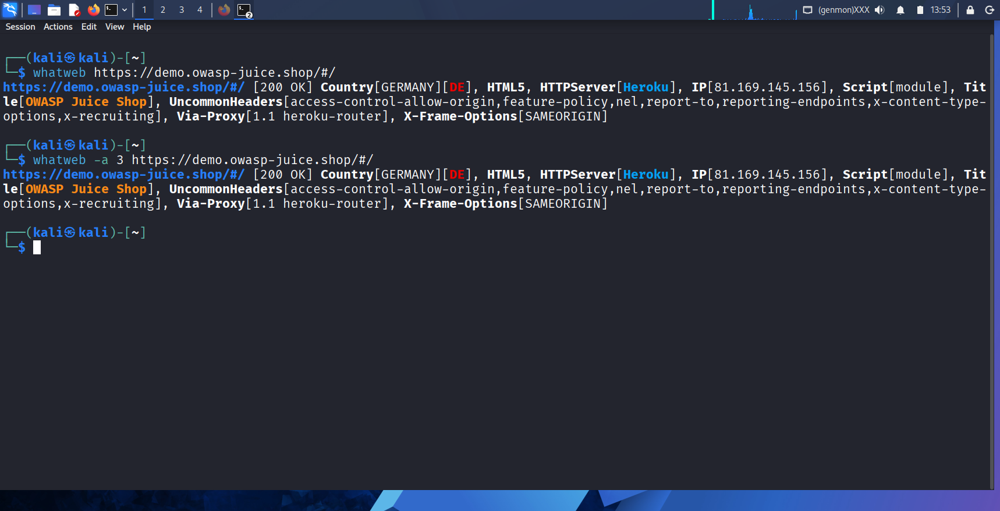 1 2 3 4 2 (genmon)XXX 13:53
Session Actions Edit View Help
┌──(kali㉿kali)-[~]
└─$ whatweb https://demo.owasp-juice.shop/#/
https://demo.owasp-juice.shop/#/ [200 OK] Country[GERMANY][DE], HTML5, HTTPServer[Heroku], IP[81.169.145.156], Script[module], Tit
le[OWASP Juice Shop], UncommonHeaders[access-control-allow-origin,feature-policy,nel,report-to,reporting-endpoints,x-content-type-
options,x-recruiting], Via-Proxy[1.1 heroku-router], X-Frame-Options[SAMEORIGIN]
┌──(kali㉿kali)-[~]
└─$ whatweb -a 3 https://demo.owasp-juice.shop/#/
https://demo.owasp-juice.shop/#/ [200 OK] Country[GERMANY][DE], HTML5, HTTPServer[Heroku], IP[81.169.145.156], Script[module], Tit
le[OWASP Juice Shop], UncommonHeaders[access-control-allow-origin,feature-policy,nel,report-to,reporting-endpoints,x-content-type-
options,x-recruiting], Via-Proxy[1.1 heroku-router], X-Frame-Options[SAMEORIGIN]
┌──(kali㉿kali)-[~]
└─$